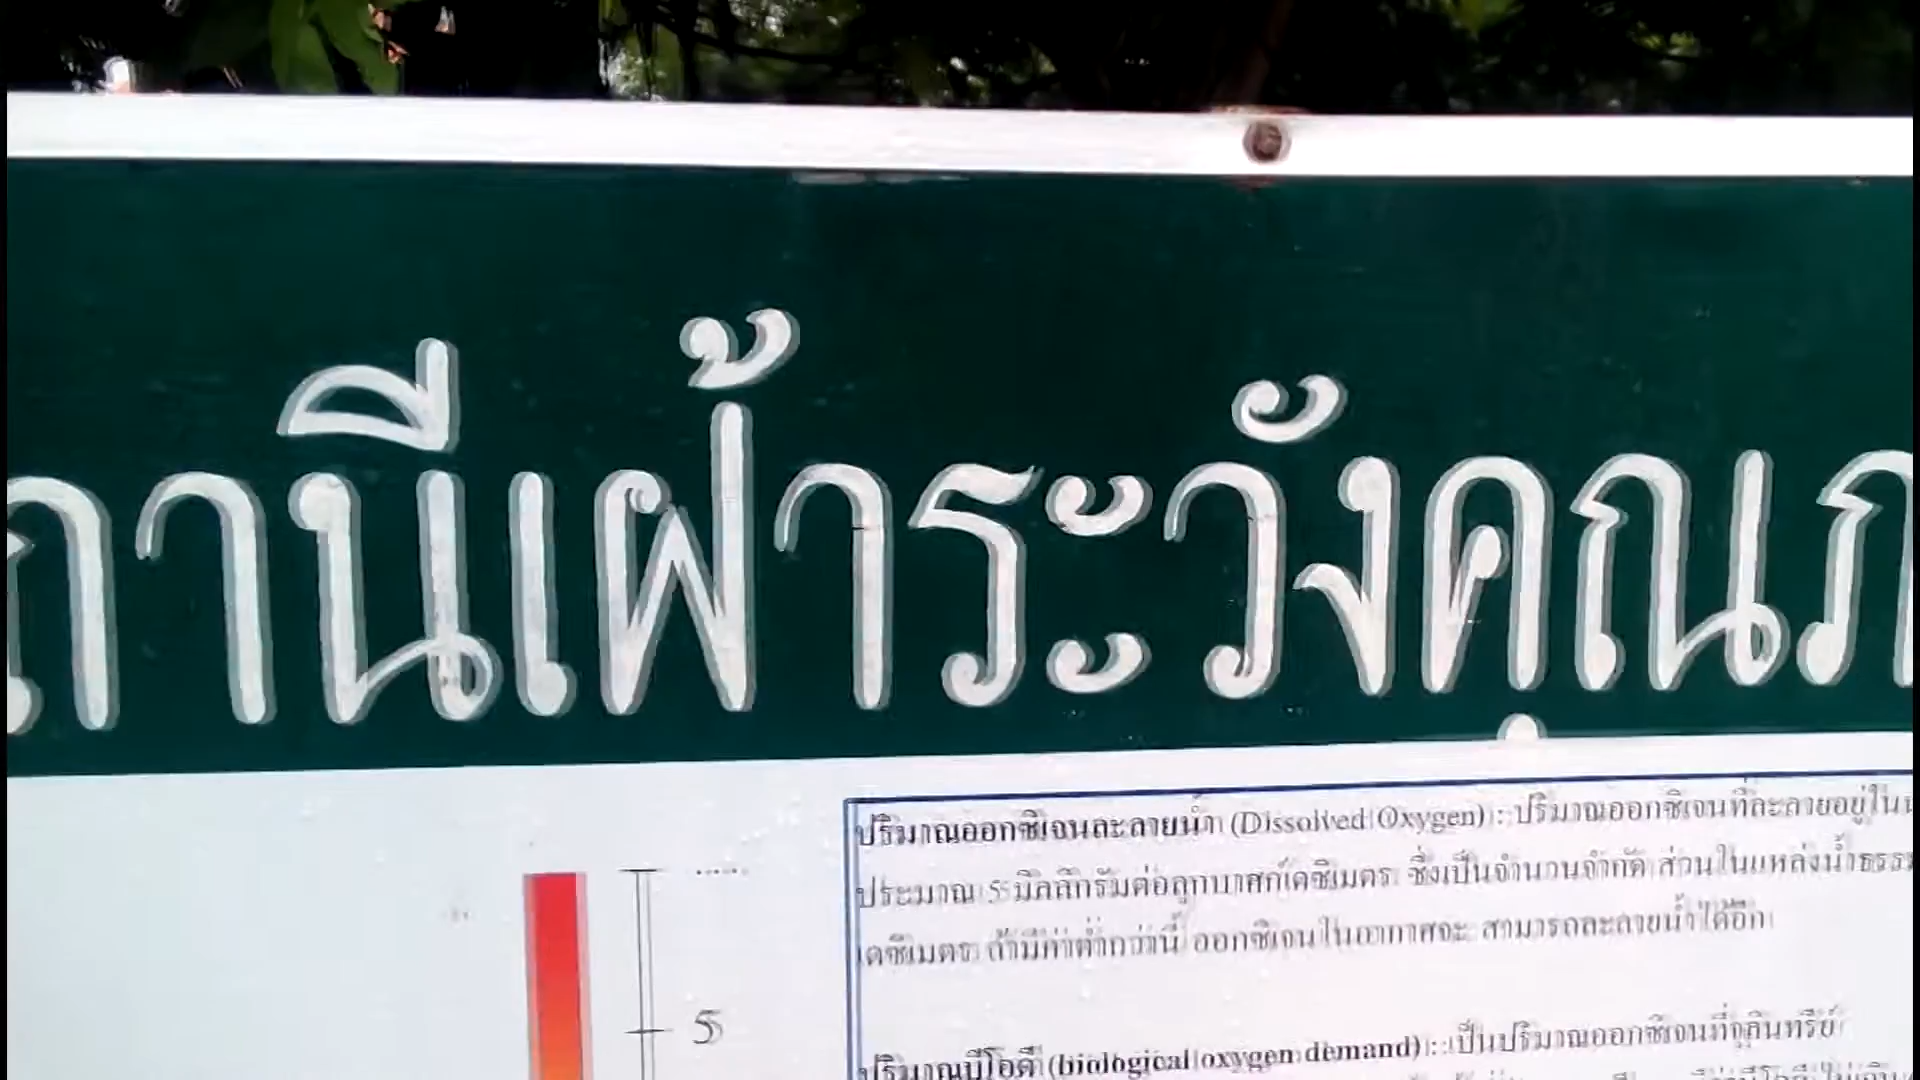 ถานีเฝ้าระวังคุณภ
ปริมาณออกซิเจนละลายน้ำ (Dissolved Oxygen) : ปริมาณออกซิเจนที่ละลายอยู่ใน
ประมาณ 5 มิลลิกรัมต่อลูกบาศก์เดซิเมตร ซึ่งเป็นจำนวนจำกัด ส่วนในแหล่งน้ำธรรม
เดซิเมตร ถ้ามีค่าต่ำกว่านี้ ออกซิเจนในอากาศจะ สามารถละลายน้ำได้อีก
5
ปริมาณบีโอดี (biological oxygen demand) : เป็นปริมาณออกซิเจนที่จุลินทรีย์